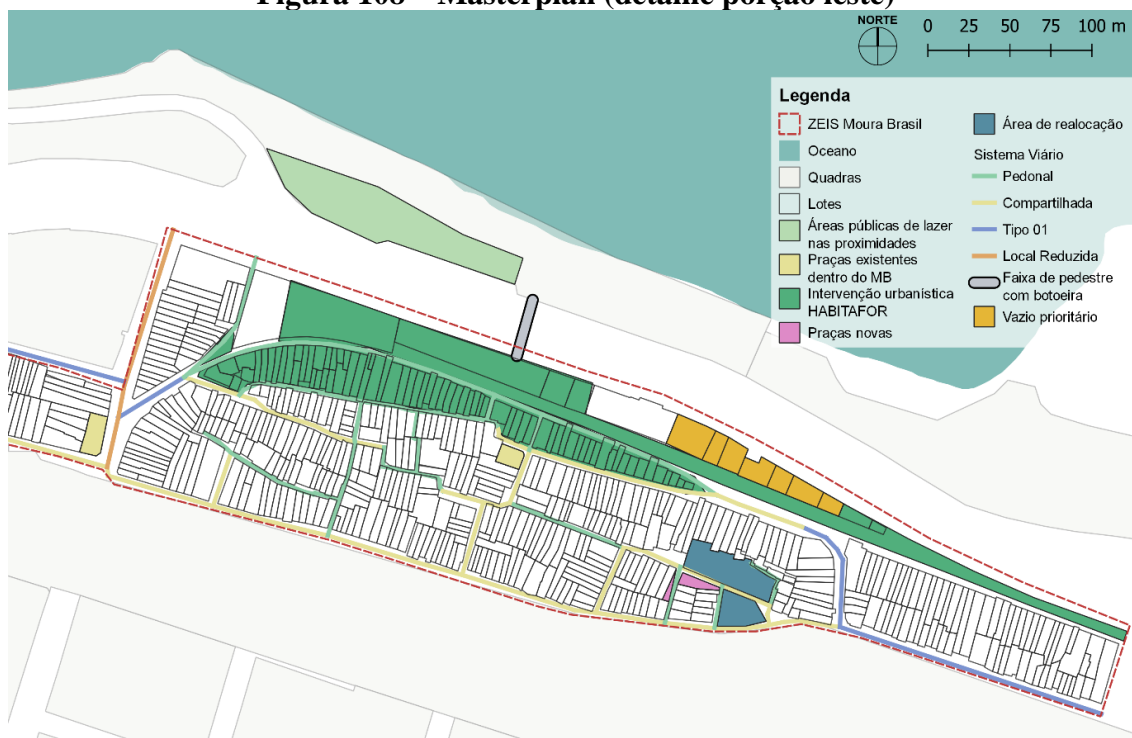 Figura 108 – Masterplan (detalhe porção leste)
NORTE
0 25 50 75 100 m
Legenda
ZEIS Moura Brasil
Oceano
Quadras
Lotes
Áreas públicas de lazer
nas proximidades
Praças existentes
dentro do MB
Intervenção urbanística
HABITAFOR
Praças novas
Área de realocação
Sistema Viário
Pedonal
Compartilhada
Tipo 01
Local Reduzida
Faixa de pedestre
com botoeira
Vazio prioritário